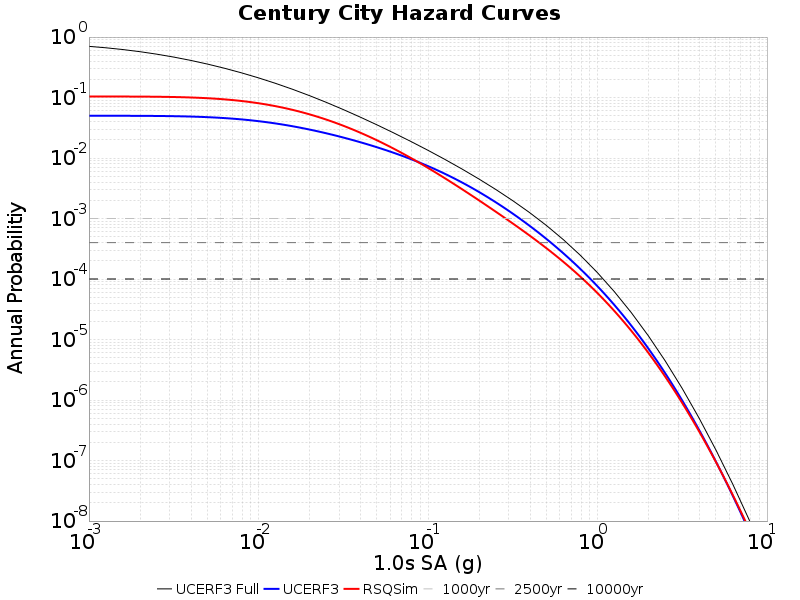 Century City Hazard Curves
10^0
10^-1
10^-2
10^-3
10^-4
10^-5
10^-6
10^-7
10^-8
Annual Probabilitiy
10^-3 10^-2 10^-1 10^0 10^1
1.0s SA (g)
UCERF3 Full UCERF3 RSQSim 1000yr 2500yr 10000yr